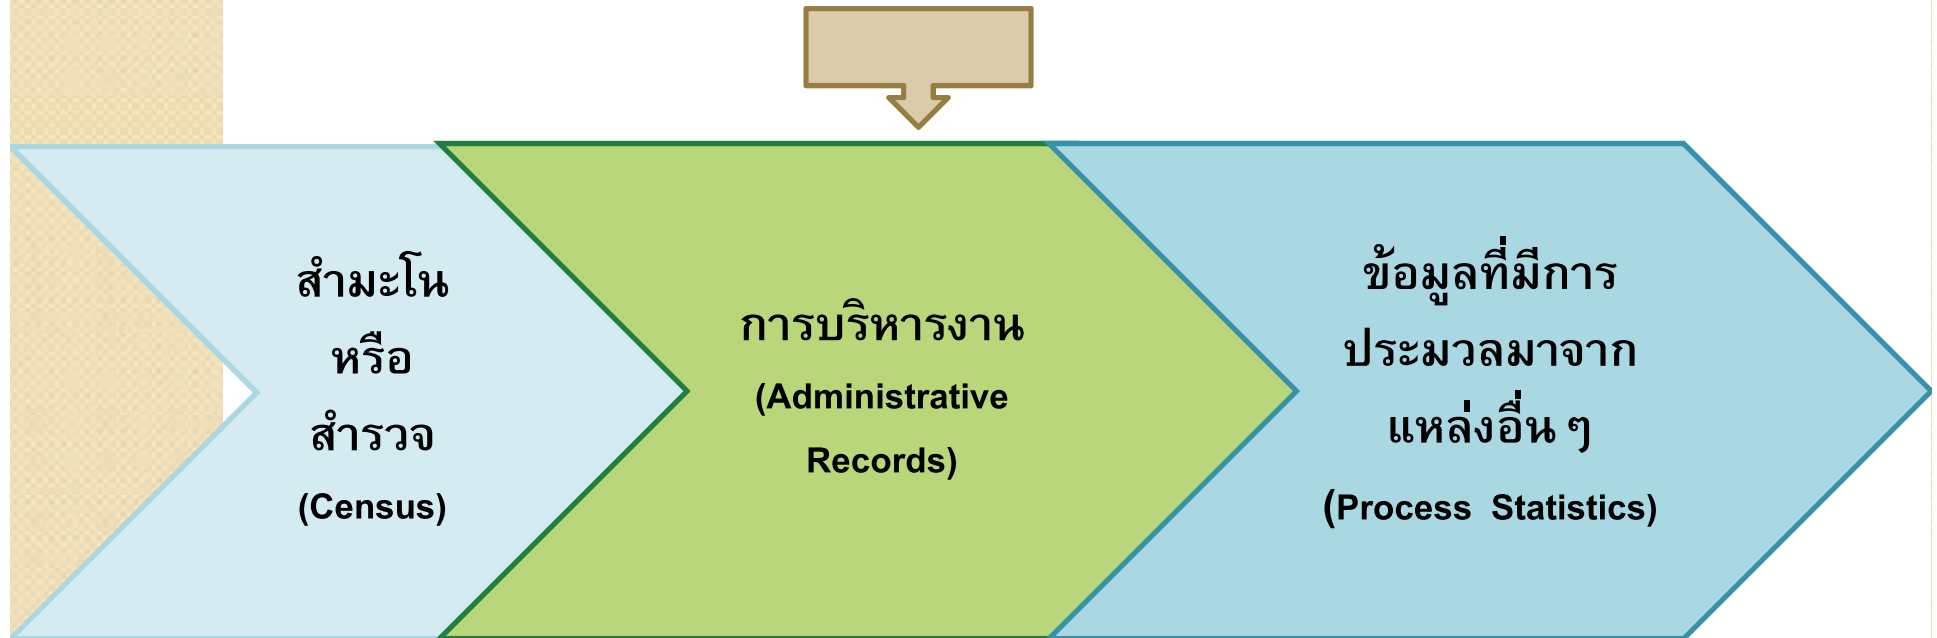 สำมะโน
หรือ
สำรวจ
(Census)
การบริหารงาน
(Administrative
Records)
ข้อมูลที่มีการ
ประมวลมาจาก
แหล่งอื่น ๆ
(Process Statistics)